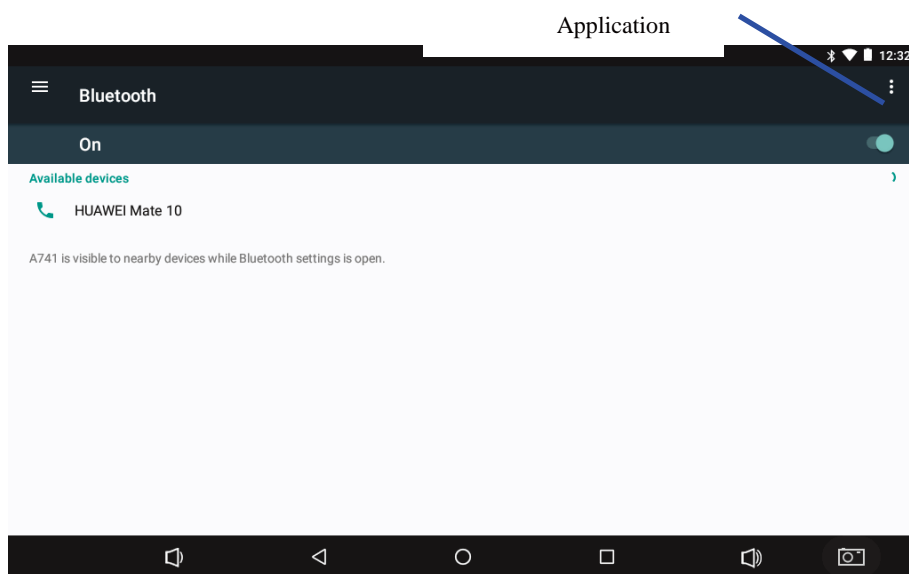 Application
12:32
Bluetooth
On
Available devices
HUAWEI Mate 10
A741 is visible to nearby devices while Bluetooth settings is open.